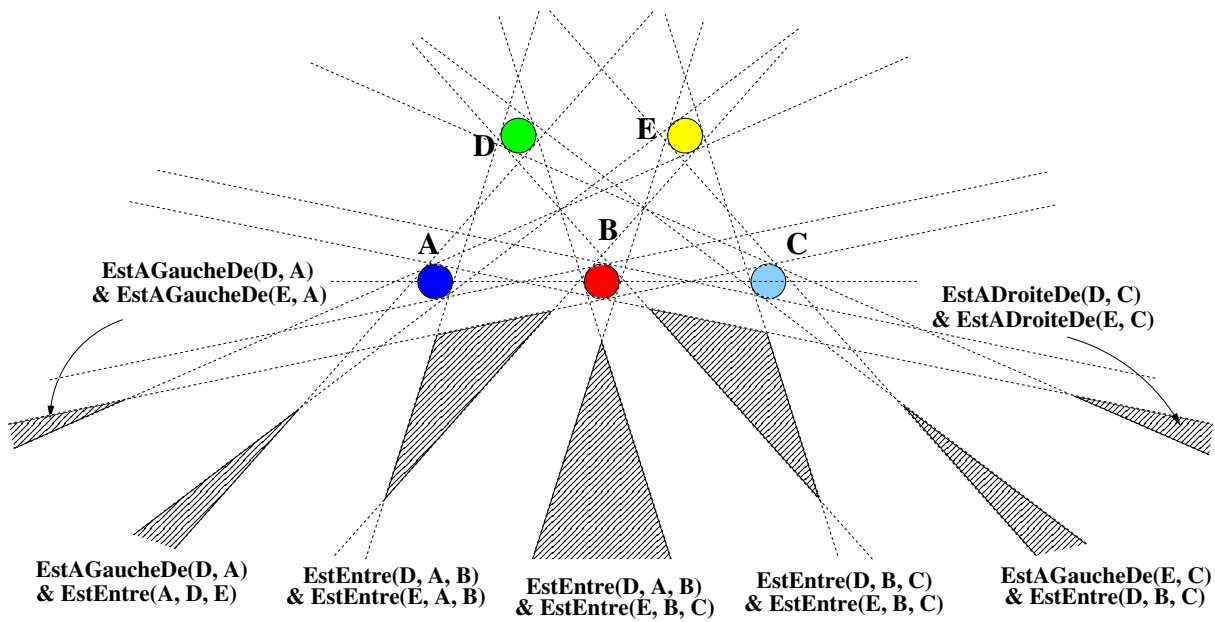 D
E
A
B
C
EstAGaucheDe(D, A)
& EstAGaucheDe(E, A)
EstADroiteDe(D, C)
& EstADroiteDe(E, C)
EstAGaucheDe(D, A)
& EstEntre(A, D, E)
EstEntre(D, A, B)
& EstEntre(E, A, B)
EstEntre(D, A, B)
& EstEntre(E, B, C)
EstEntre(D, B, C)
& EstEntre(E, B, C)
EstAGaucheDe(E, C)
& EstEntre(D, B, C)